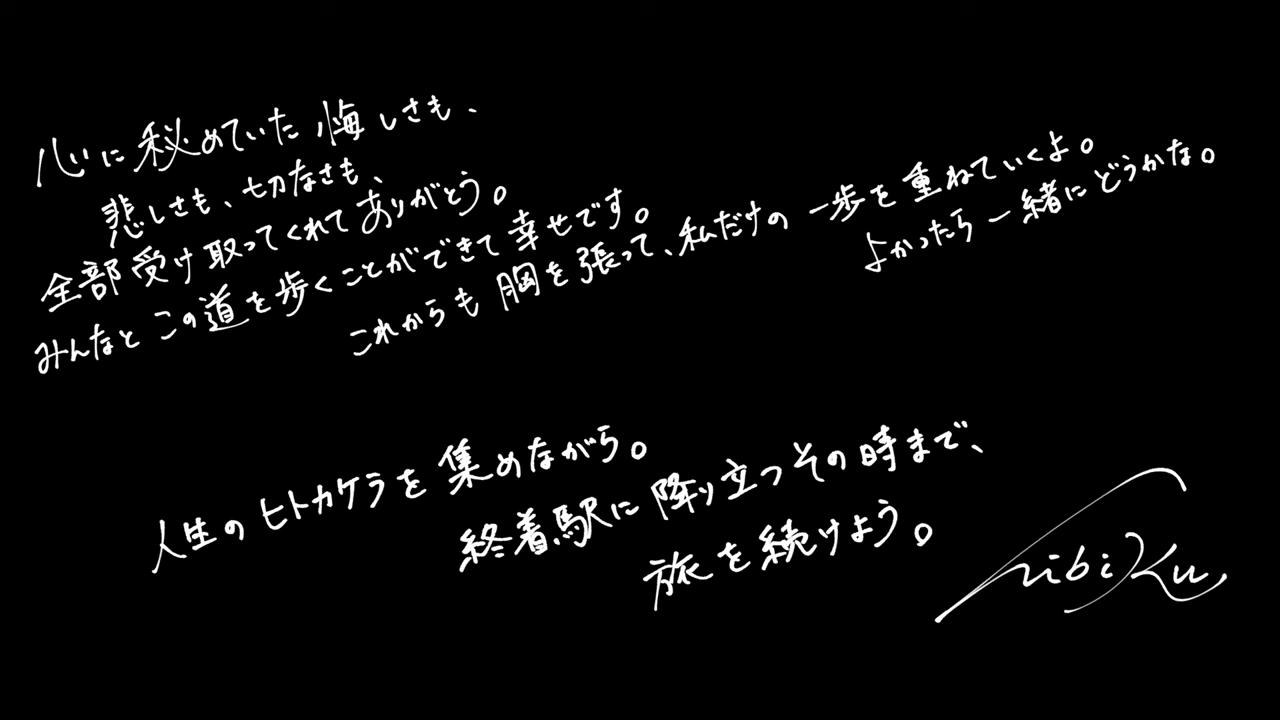 心に秘めていた悔しさも、
悲しさも、切なさも、
全部受け取ってくれてありがとう。
みんなとこの道を歩くことができて幸せです。
これからも胸を張って、私だけの一歩を重ねていくよ。
よかったら一緒にどうかな。
人生のヒトカケラを集めながら。
終着駅に降り立つその時まで、
旅を続けよう。